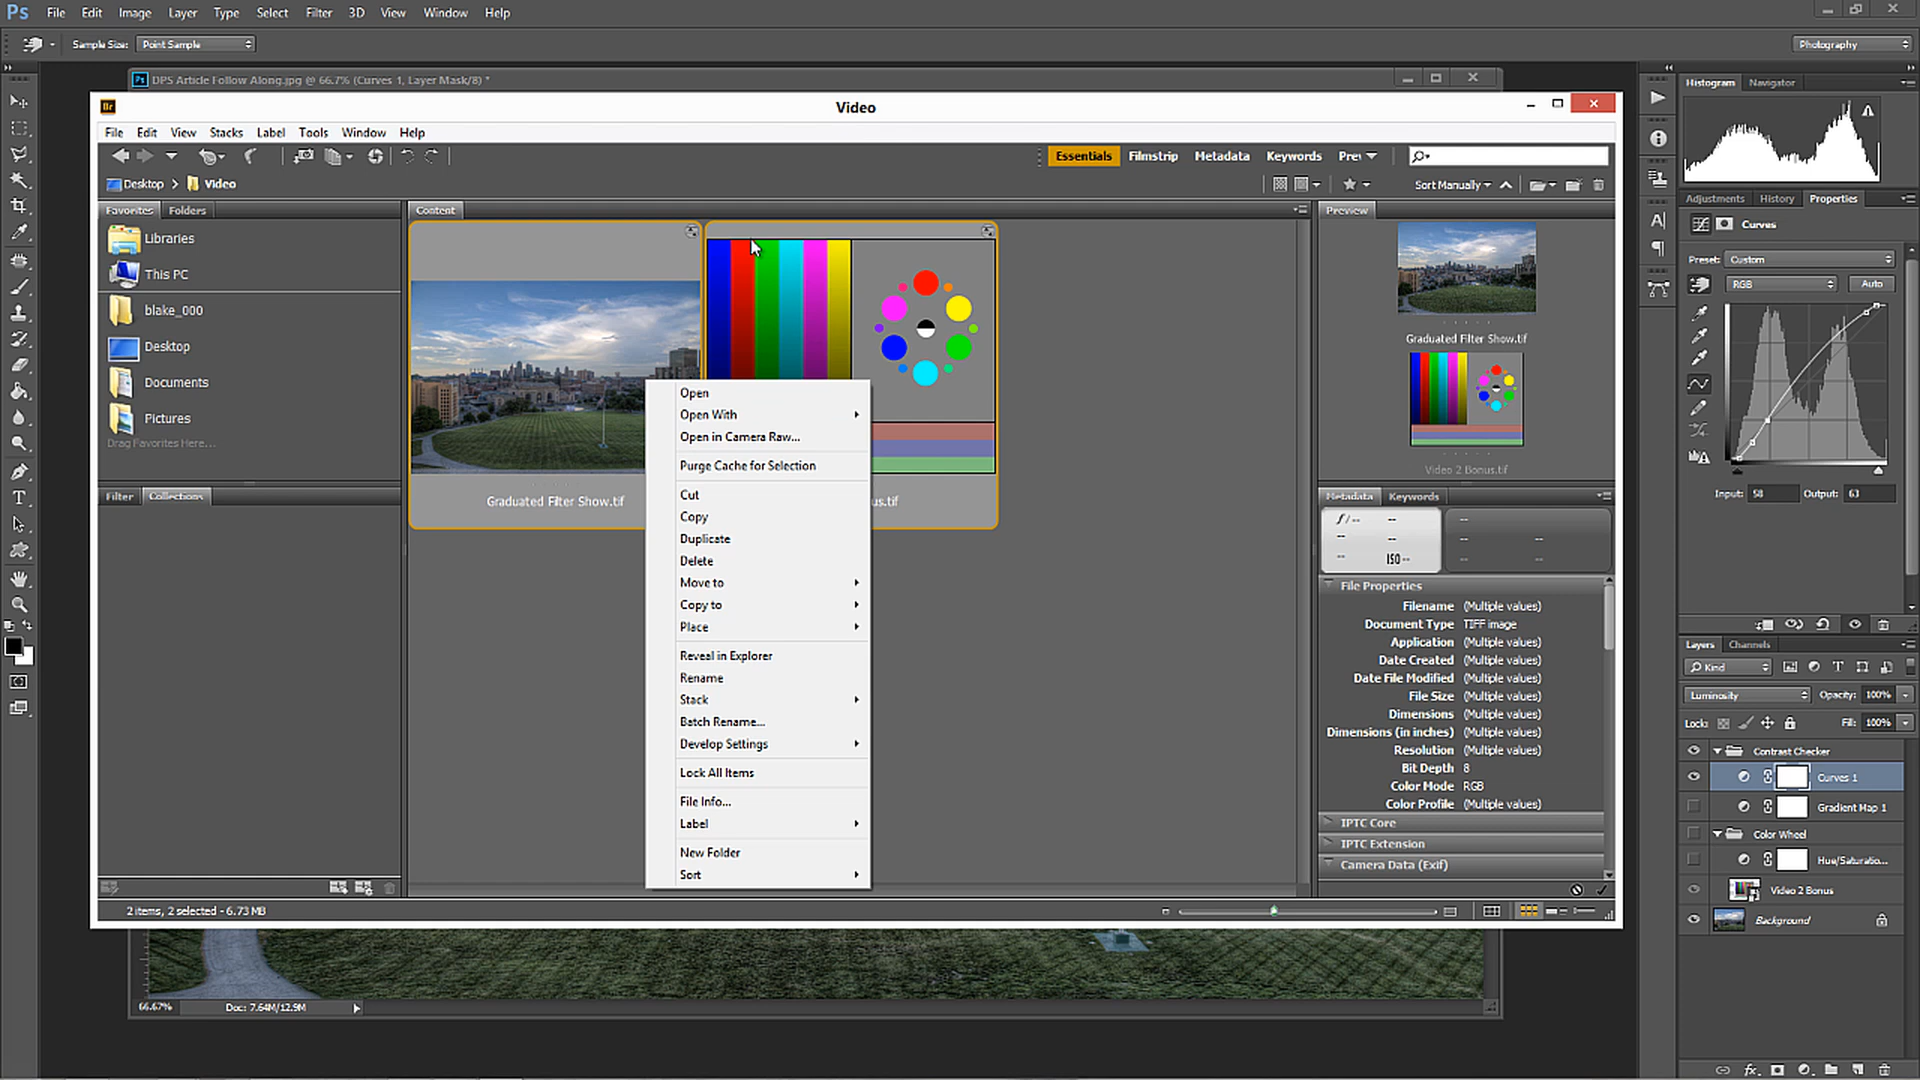 Ps File Edit Image Layer Type Select Filter 3D View Window Help
Sample Size: Point Sample
Photography
DPS Article Follow Along.jpg @ 66.7% (Curves 1, Layer Mask/8) *
Br Video
File Edit View Stacks Label Tools Window Help
Essentials Filmstrip Metadata Keywords
Desktop Video
Sort Manually
Favorites Folders
Libraries
This PC
blake_000
Desktop
Documents
Pictures
Drag Favorites Here...
Filter Collections
Content
Graduated Filter Show.tif
us.tif
Open
Open With
Open in Camera Raw...
Purge Cache for Selection
Cut
Copy
Duplicate
Delete
Move to
Copy to
Place
Reveal in Explorer
Rename
Stack
Batch Rename...
Develop Settings
Lock All Items
File Info...
Label
New Folder
Sort
Preview
Graduated Filter Show.tif
Video 2 Bonus.tif
Metadata Keywords
f/-- --
-- --
-- ISO --
--
-- --
-- --
File Properties
Filename (Multiple values)
Document Type TIFF image
Application (Multiple values)
Date Created (Multiple values)
Date File Modified (Multiple values)
File Size (Multiple values)
Dimensions (Multiple values)
Dimensions (in inches) (Multiple values)
Resolution (Multiple values)
Bit Depth 8
Color Mode RGB
Color Profile (Multiple values)
IPTC Core
IPTC Extension
Camera Data (Exif)
2 items, 2 selected - 6.73 MB
66.67% Doc: 7.64M/12.9M
Histogram Navigator
Adjustments History Properties
Curves
Preset: Custom
RGB Auto
Input: 58 Output: 63
Layers Channels
Kind
Luminosity Opacity: 100%
Lock: Fill: 100%
Contrast Checker
Curves 1
Gradient Map 1
Color Wheel
Hue/Saturatio...
Video 2 Bonus
Background